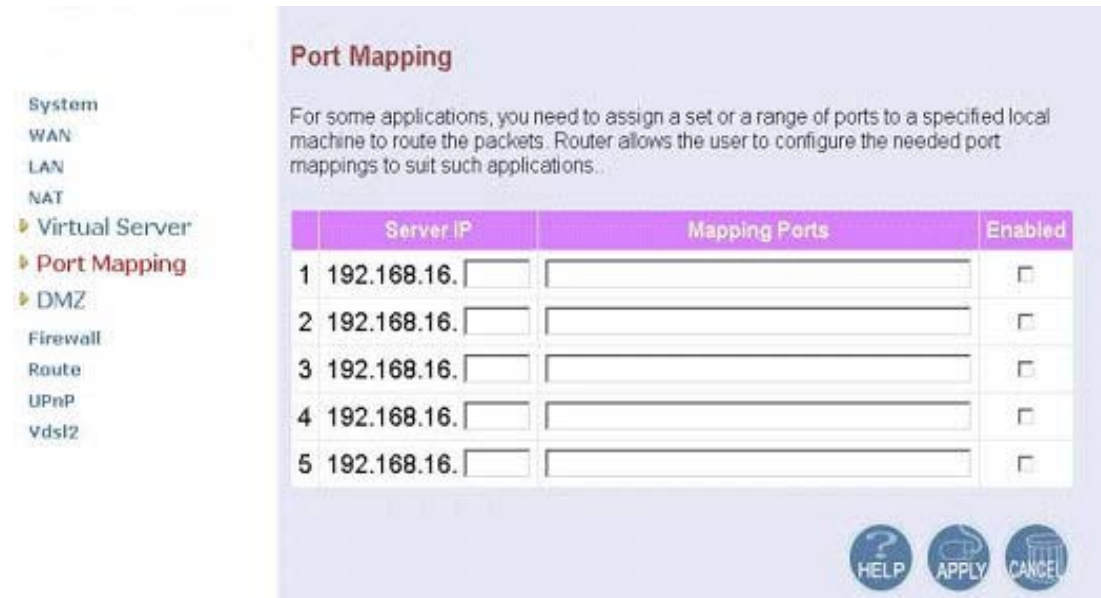 System
WAN
LAN
NAT
Virtual Server
Port Mapping
DMZ
Firewall
Route
UPnP
Vdsl2
Port Mapping
For some applications, you need to assign a set or a range of ports to a specified local
machine to route the packets. Router allows the user to configure the needed port
mappings to suit such applications..
Server IP Mapping Ports Enabled
1 192.168.16.
2 192.168.16.
3 192.168.16.
4 192.168.16.
5 192.168.16.
HELP APPLY CANCEL